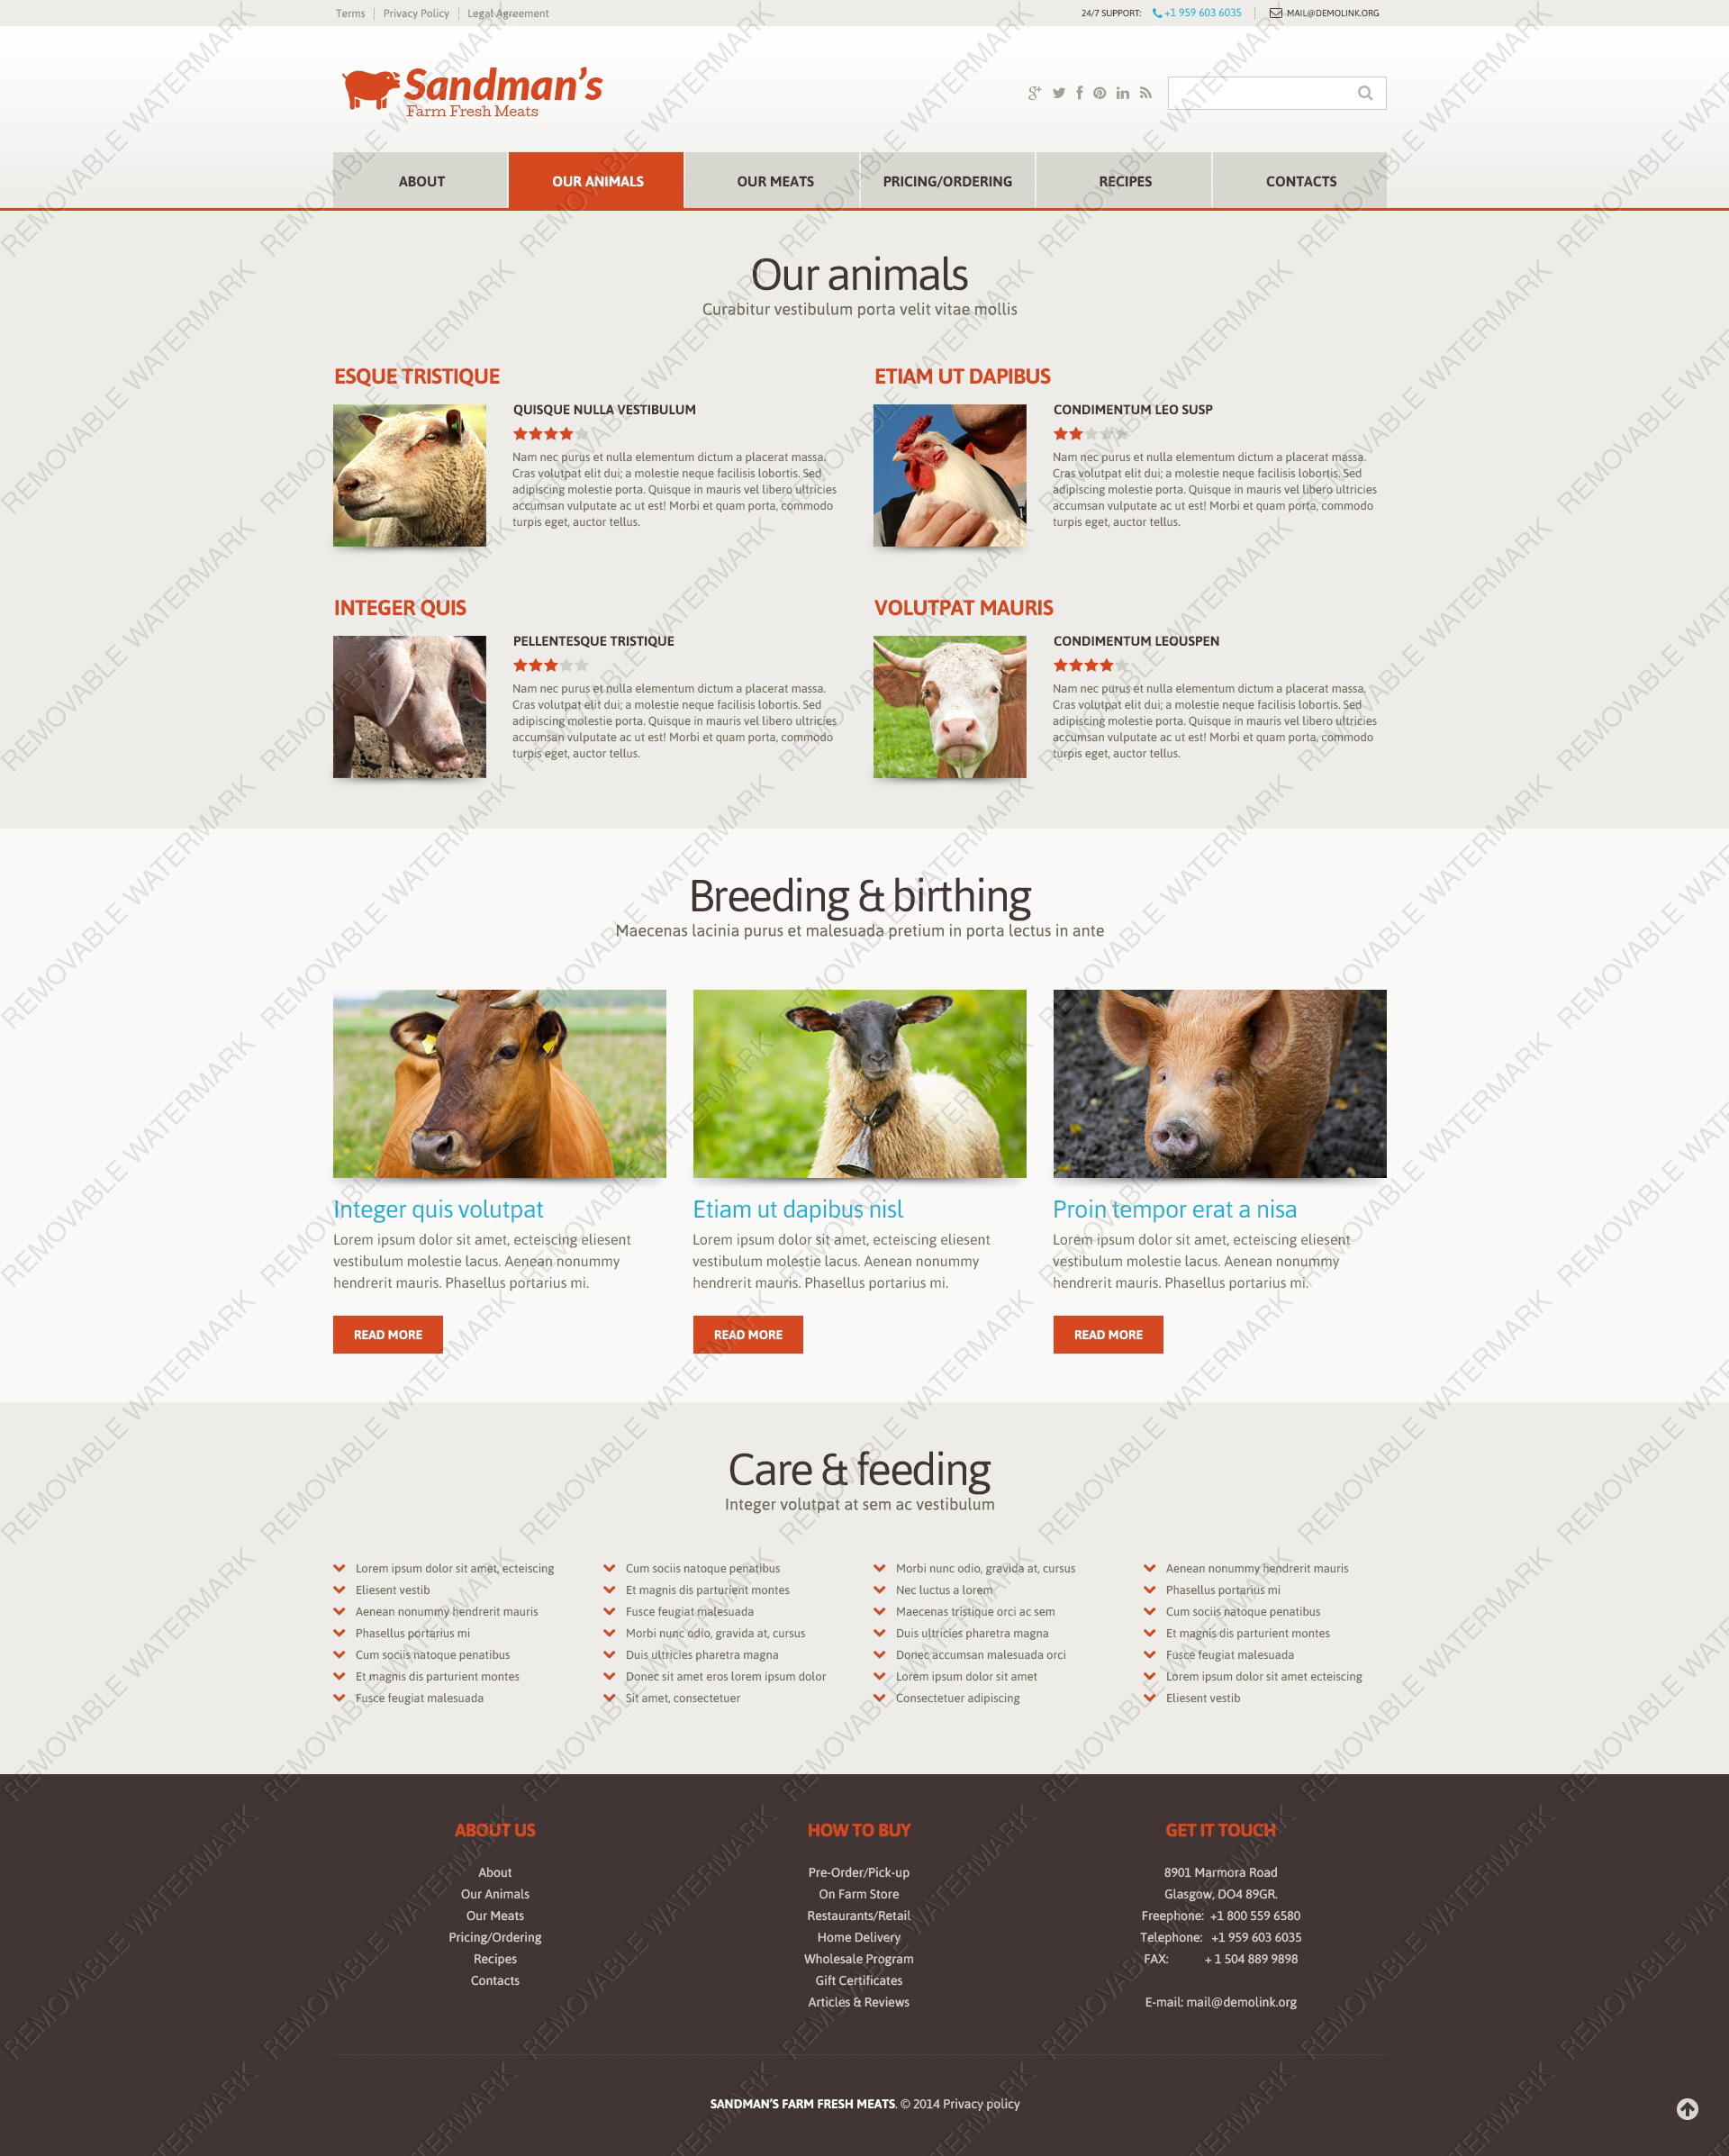 Terms
Privacy Policy
Legal Agreement
24/7 SUPPORT: +1 959 603 6035
MAIL@DEMOLINK.ORG
Sandman's
Farm Fresh Meats
ABOUT
OUR ANIMALS
OUR MEATS
PRICING/ORDERING
RECIPES
CONTACTS
Our animals
Curabitur vestibulum porta velit vitae mollis
ESQUE TRISTIQUE
QUISQUE NULLA VESTIBULUM
Nam nec purus et nulla elementum dictum a placerat massa.
Cras volutpat elit dui; a molestie neque facilisis lobortis. Sed
adipiscing molestie porta. Quisque in mauris vel libero ultricies
accumsan vulputate ac ut est! Morbi et quam porta, commodo
turpis eget, auctor tellus.
ETIAM UT DAPIBUS
CONDIMENTUM LEO SUSP
Nam nec purus et nulla elementum dictum a placerat massa.
Cras volutpat elit dui; a molestie neque facilisis lobortis. Sed
adipiscing molestie porta. Quisque in mauris vel libero ultricies
accumsan vulputate ac ut est! Morbi et quam porta, commodo
turpis eget, auctor tellus.
INTEGER QUIS
PELLENTESQUE TRISTIQUE
Nam nec purus et nulla elementum dictum a placerat massa.
Cras volutpat elit dui; a molestie neque facilisis lobortis. Sed
adipiscing molestie porta. Quisque in mauris vel libero ultricies
accumsan vulputate ac ut est! Morbi et quam porta, commodo
turpis eget, auctor tellus.
VOLUTPAT MAURIS
CONDIMENTUM LEOUSPEN
Nam nec purus et nulla elementum dictum a placerat massa.
Cras volutpat elit dui; a molestie neque facilisis lobortis. Sed
adipiscing molestie porta. Quisque in mauris vel libero ultricies
accumsan vulputate ac ut est! Morbi et quam porta, commodo
turpis eget, auctor tellus.
Breeding & birthing
Maecenas lacinia purus et malesuada pretium in porta lectus in ante
Integer quis volutpat
Lorem ipsum dolor sit amet, ecteiscing eliesent
vestibulum molestie lacus. Aenean nonummy
hendrerit mauris. Phasellus portarius mi.
READ MORE
Etiam ut dapibus nisl
Lorem ipsum dolor sit amet, ecteiscing eliesent
vestibulum molestie lacus. Aenean nonummy
hendrerit mauris. Phasellus portarius mi.
READ MORE
Proin tempor erat a nisa
Lorem ipsum dolor sit amet, ecteiscing eliesent
vestibulum molestie lacus. Aenean nonummy
hendrerit mauris. Phasellus portarius mi.
READ MORE
Care & feeding
Integer volutpat at sem ac vestibulum
Lorem ipsum dolor sit amet, ecteiscing
Eliesent vestib
Aenean nonummy hendrerit mauris
Phasellus portarius mi
Cum sociis natoque penatibus
Et magnis dis parturient montes
Fusce feugiat malesuada
Cum sociis natoque penatibus
Et magnis dis parturient montes
Fusce feugiat malesuada
Morbi nunc odio, gravida at, cursus
Duis ultricies pharetra magna
Donec sit amet eros lorem ipsum dolor
Sit amet, consectetuer
Morbi nunc odio, gravida at, cursus
Nec luctus a lorem
Maecenas tristique orci ac sem
Duis ultricies pharetra magna
Donec accumsan malesuada orci
Lorem ipsum dolor sit amet
Consectetuer adipiscing
Aenean nonummy hendrerit mauris
Phasellus portarius mi
Cum sociis natoque penatibus
Et magnis dis parturient montes
Fusce feugiat malesuada
Lorem ipsum dolor sit amet ecteiscing
Eliesent vestib
ABOUT US
About
Our Animals
Our Meats
Pricing/Ordering
Recipes
Contacts
HOW TO BUY
Pre-Order/Pick-up
On Farm Store
Restaurants/Retail
Home Delivery
Wholesale Program
Gift Certificates
Articles & Reviews
GET IT TOUCH
8901 Marmora Road
Glasgow, DO4 89GR.
Freephone: +1 800 559 6580
Telephone: +1 959 603 6035
FAX: + 1 504 889 9898
E-mail: mail@demolink.org
SANDMAN'S FARM FRESH MEATS. © 2014 Privacy policy
REMOVABLE WATERMARK